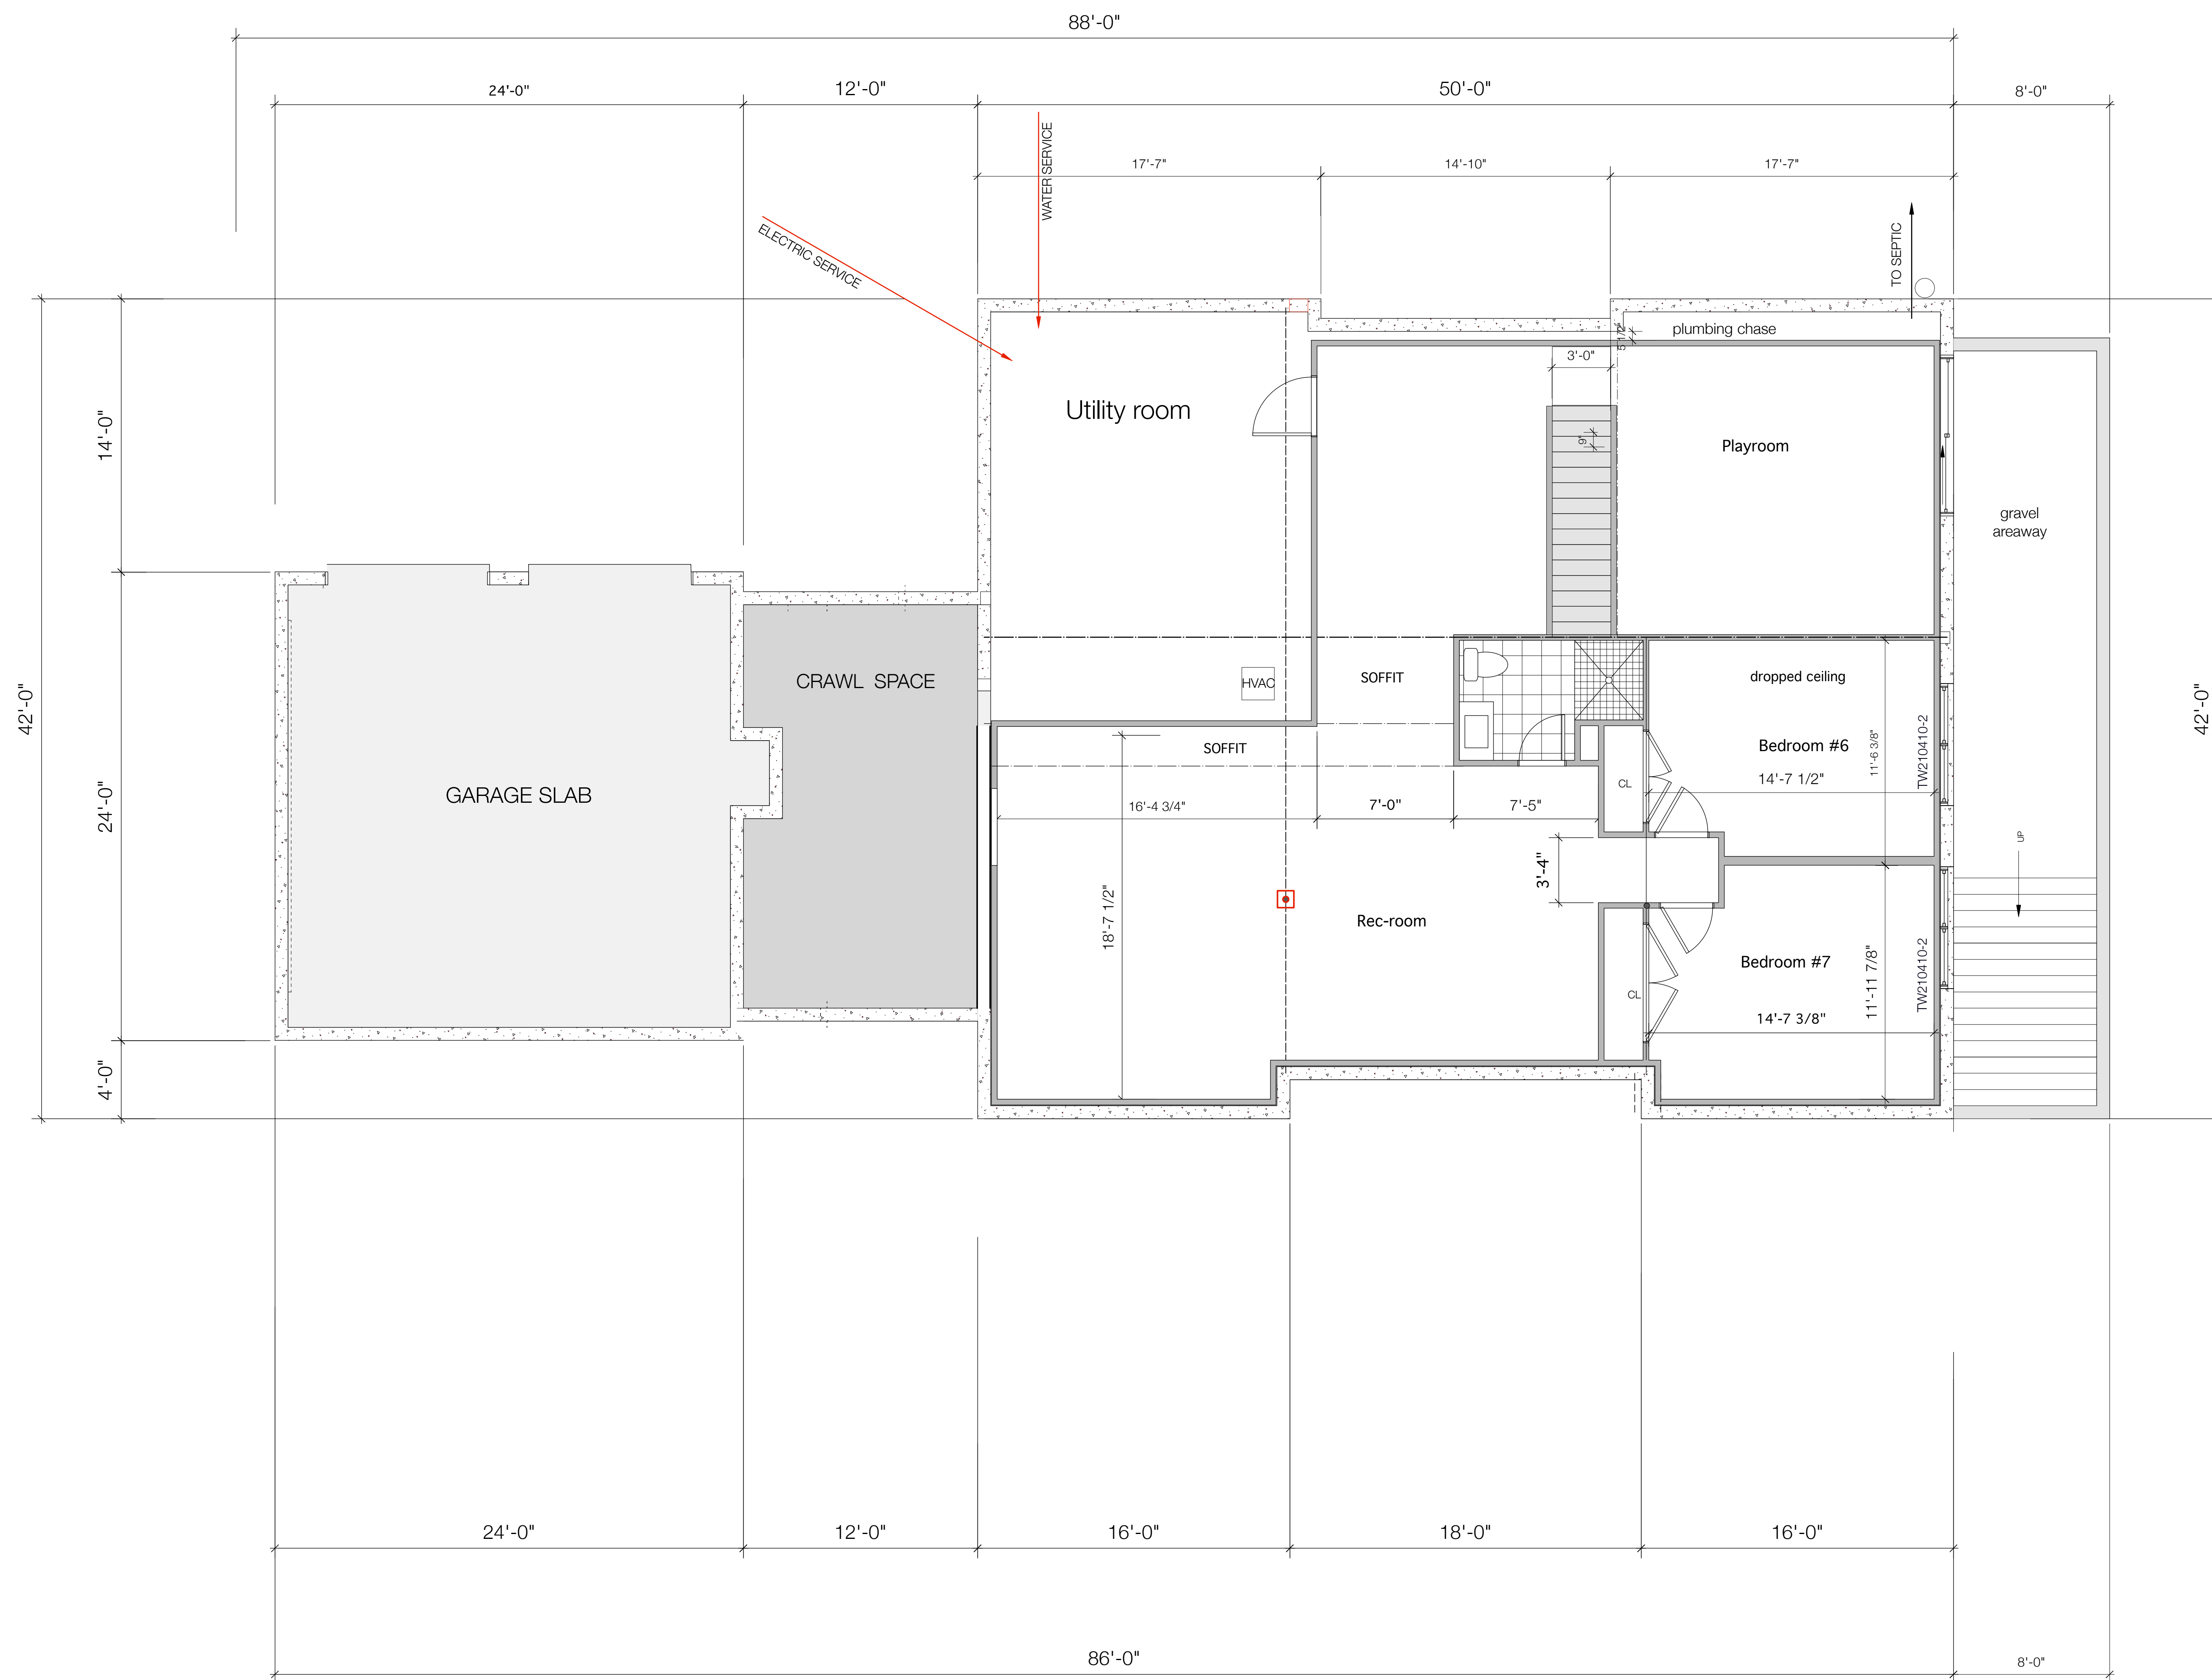 88'-0"
24'-0"
12'-0"
50'-0"
8'-0"
17'-7"
14'-10"
17'-7"
WATER SERVICE
ELECTRIC SERVICE
TO SEPTIC
plumbing chase
5 1/2"
3'-0"
Utility room
9"
Playroom
14'-0"
gravel
areaway
CRAWL SPACE
HVAC
SOFFIT
dropped ceiling
42'-0"
42'-0"
SOFFIT
Bedroom #6
11'-6 3/8"
TW210410-2
14'-7 1/2"
CL
GARAGE SLAB
24'-0"
16'-4 3/4"
7'-0"
7'-5"
UP
3'-4"
18'-7 1/2"
Rec-room
Bedroom #7
11'-11 7/8"
TW210410-2
CL
14'-7 3/8"
4'-0"
24'-0"
12'-0"
16'-0"
18'-0"
16'-0"
86'-0"
8'-0"